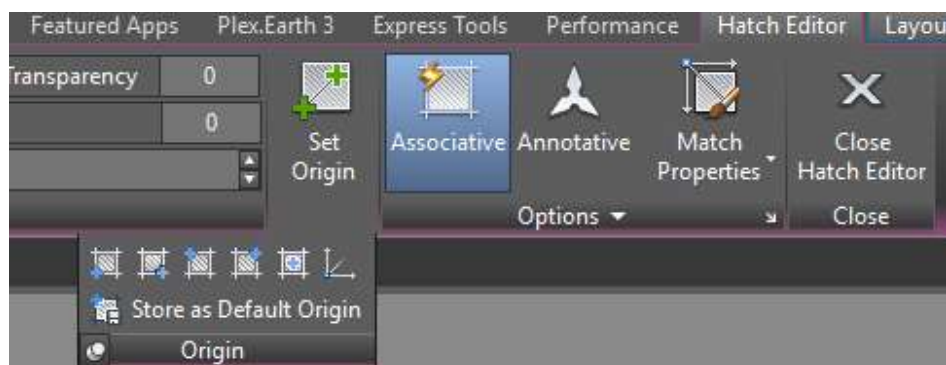 Featured Apps Plex.Earth 3 Express Tools Performance Hatch Editor Layou
Transparency 0
0
Set Origin
Associative
Annotative
Match Properties
Close Hatch Editor
Options
Close
Store as Default Origin
Origin